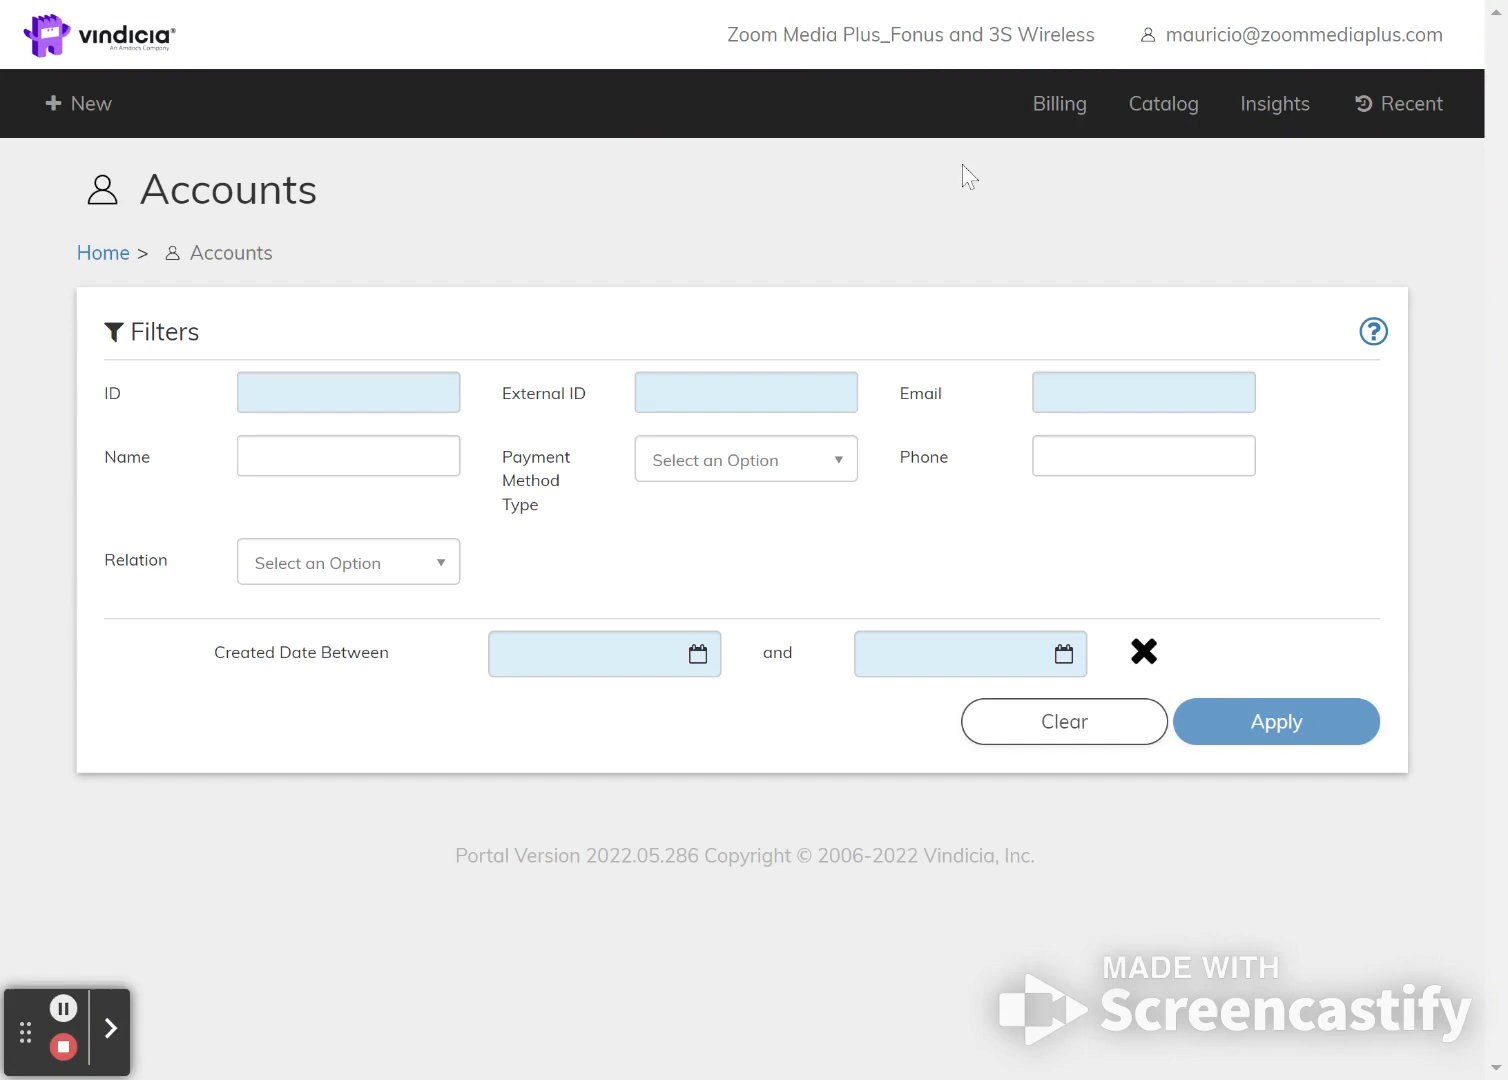 vindicia®
An Amdocs Company
Zoom Media Plus_Fonus and 3S Wireless
mauricio@zoommediaplus.com
New
Billing
Catalog
Insights
Recent
Accounts
Home > Accounts
Filters
?
ID
External ID
Email
Name
Payment
Method
Type
Select an Option
Phone
Relation
Select an Option
Created Date Between
and
Clear
Apply
Portal Version 2022.05.286 Copyright © 2006-2022 Vindicia, Inc.
MADE WITH
Screencastify